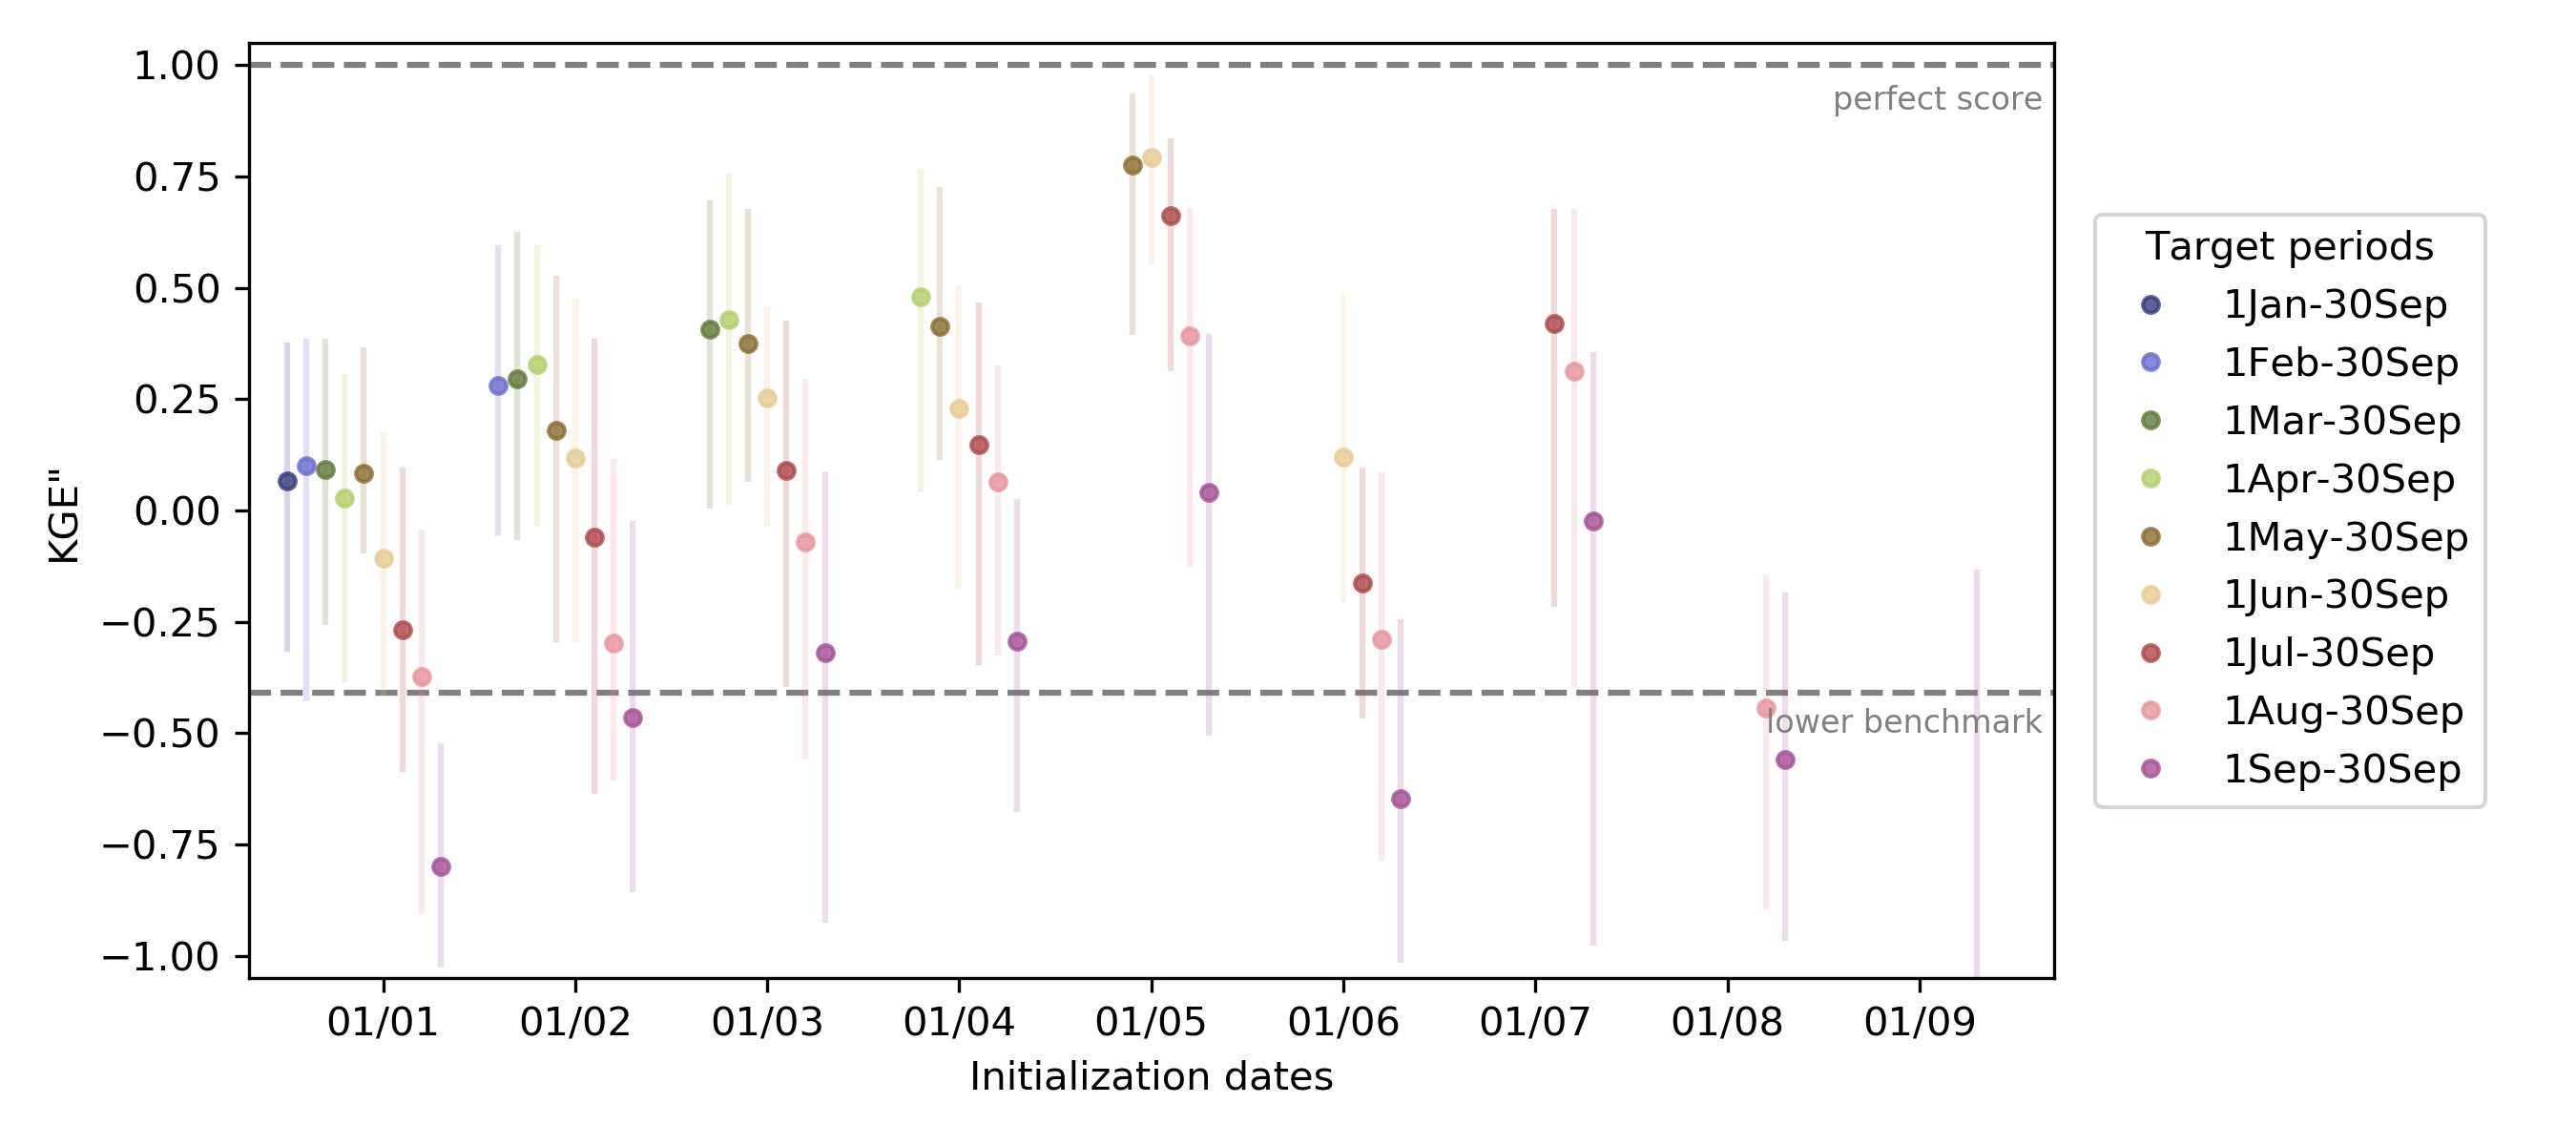 1.00
0.75
0.50
0.25
0.00
−0.25
−0.50
−0.75
−1.00
KGE"
perfect score
lower benchmark
01/01 01/02 01/03 01/04 01/05 01/06 01/07 01/08 01/09
Initialization dates
Target periods
1Jan-30Sep
1Feb-30Sep
1Mar-30Sep
1Apr-30Sep
1May-30Sep
1Jun-30Sep
1Jul-30Sep
1Aug-30Sep
1Sep-30Sep